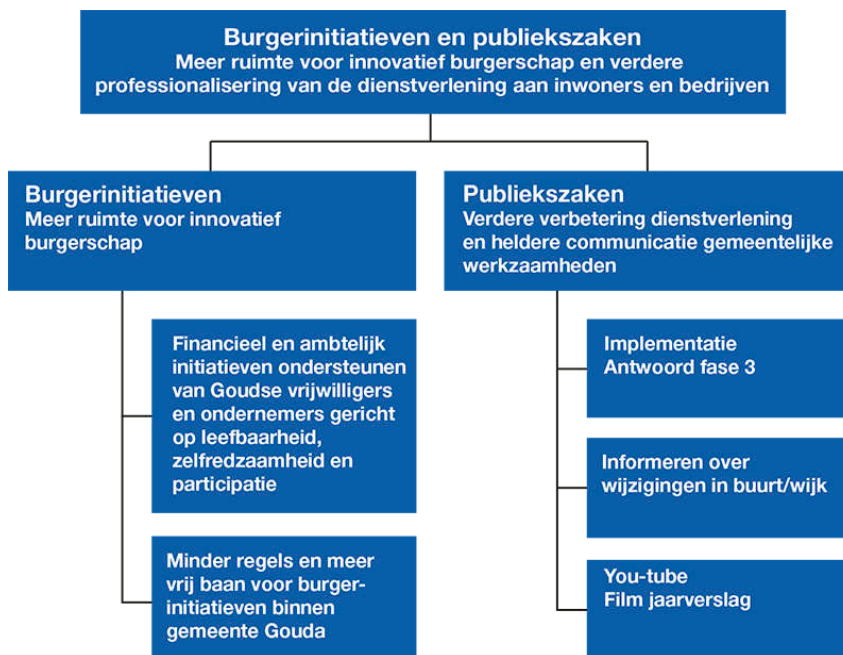 Burgerinitiatieven en publiekszaken
Meer ruimte voor innovatief burgerschap en verdere
professionalisering van de dienstverlening aan inwoners en bedrijven
Burgerinitiatieven
Meer ruimte voor innovatief
burgerschap
Financieel en ambtelijk
initiatieven ondersteunen
van Goudse vrijwilligers
en ondernemers gericht
op leefbaarheid,
zelfredzaamheid en
participatie
Minder regels en meer
vrij baan voor burger-
initiatieven binnen
gemeente Gouda
Publiekszaken
Verdere verbetering dienstverlening
en heldere communicatie gemeentelijke
werkzaamheden
Implementatie
Antwoord fase 3
Informeren over
wijzigingen in buurt/wijk
You-tube
Film jaarverslag